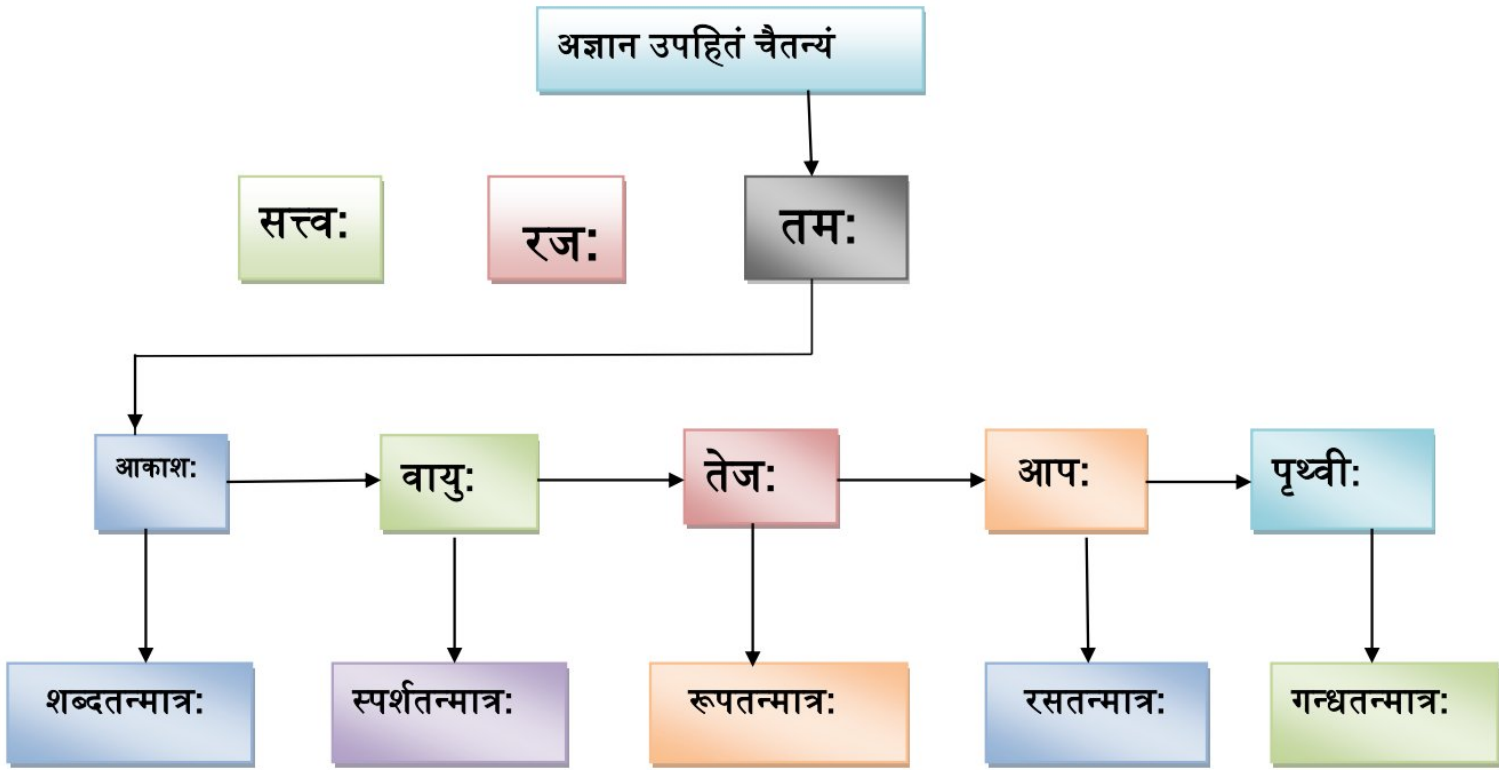 अज्ञान उपहितं चैतन्यं
सत्त्व:
रज:
तम:
आकाश:
वायु:
तेज:
आप:
पृथ्वी:
शब्दतन्मात्र:
स्पर्शतन्मात्र:
रूपतन्मात्र:
रसतन्मात्र:
गन्धतन्मात्र: